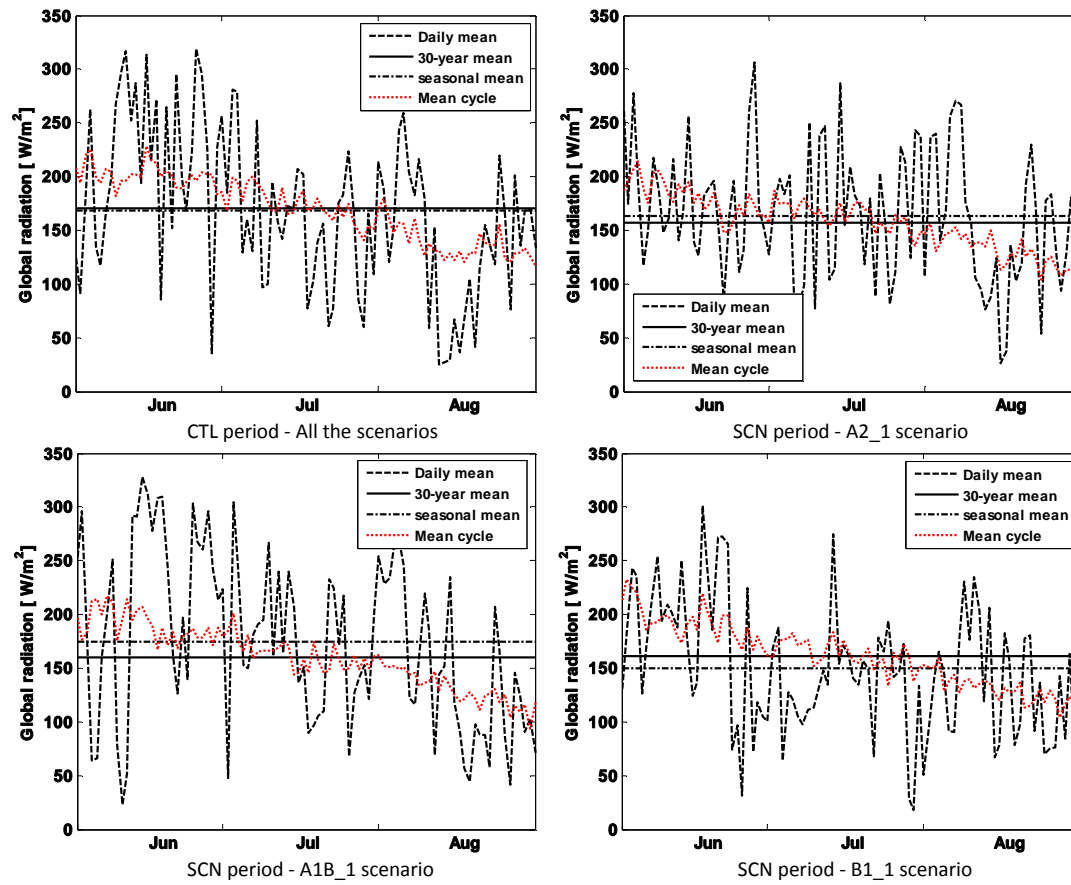 350
300
250
200
150
100
50
0
Global radiation [ W/m²]
Daily mean
30-year mean
seasonal mean
Mean cycle
Jun Jul Aug
CTL period - All the scenarios
350
300
250
200
150
100
50
0
Global radiation [ W/m²]
Daily mean
30-year mean
seasonal mean
Mean cycle
Jun Jul Aug
SCN period - A2_1 scenario
350
300
250
200
150
100
50
0
Global radiation [ W/m²]
Daily mean
30-year mean
seasonal mean
Mean cycle
Jun Jul Aug
SCN period - A1B_1 scenario
350
300
250
200
150
100
50
0
Global radiation [ W/m²]
Daily mean
30-year mean
seasonal mean
Mean cycle
Jun Jul Aug
SCN period - B1_1 scenario